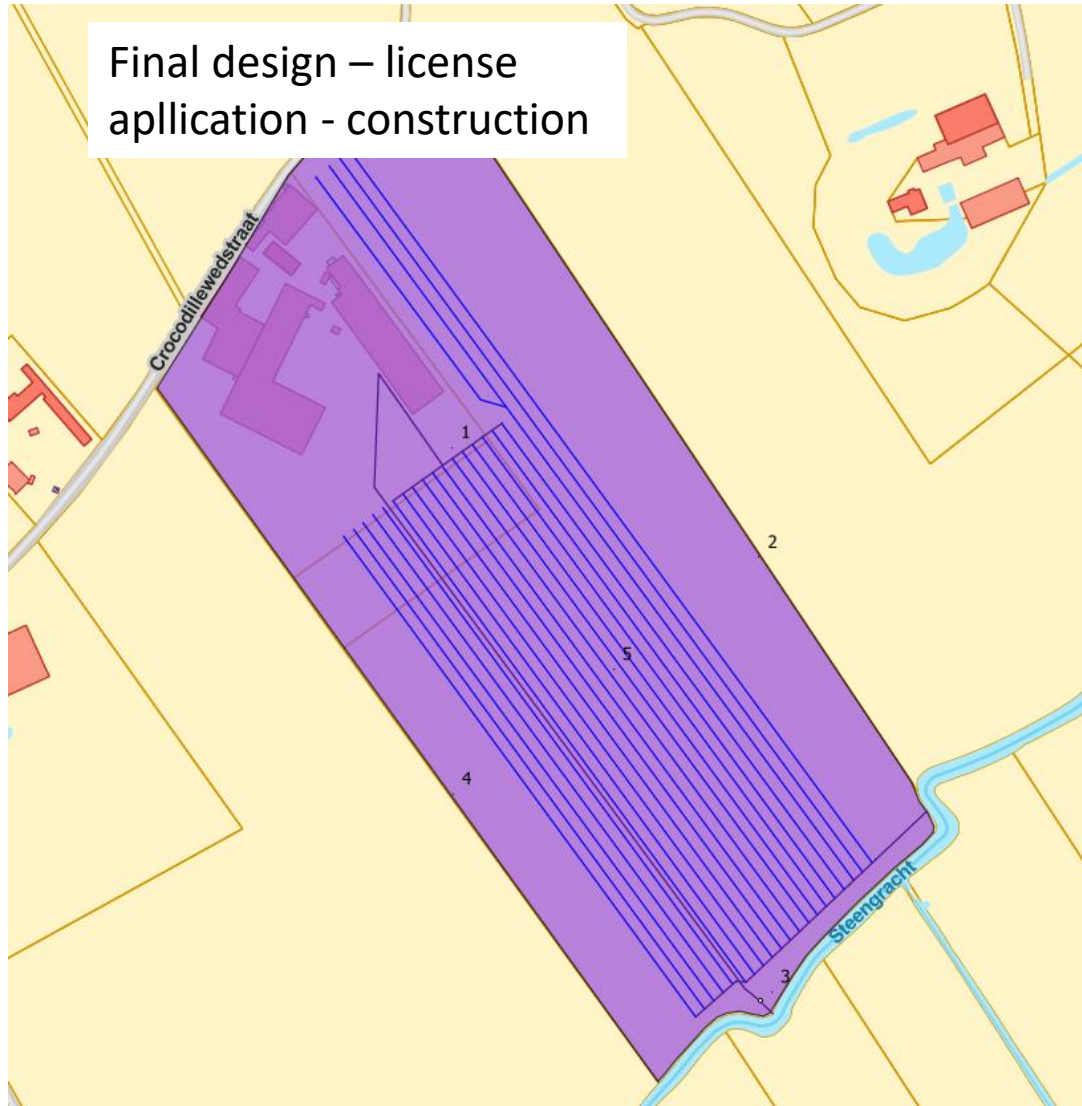 Final design – license
apllication - construction
Crocodillewedstraat
1
2
5
4
3
Steengracht